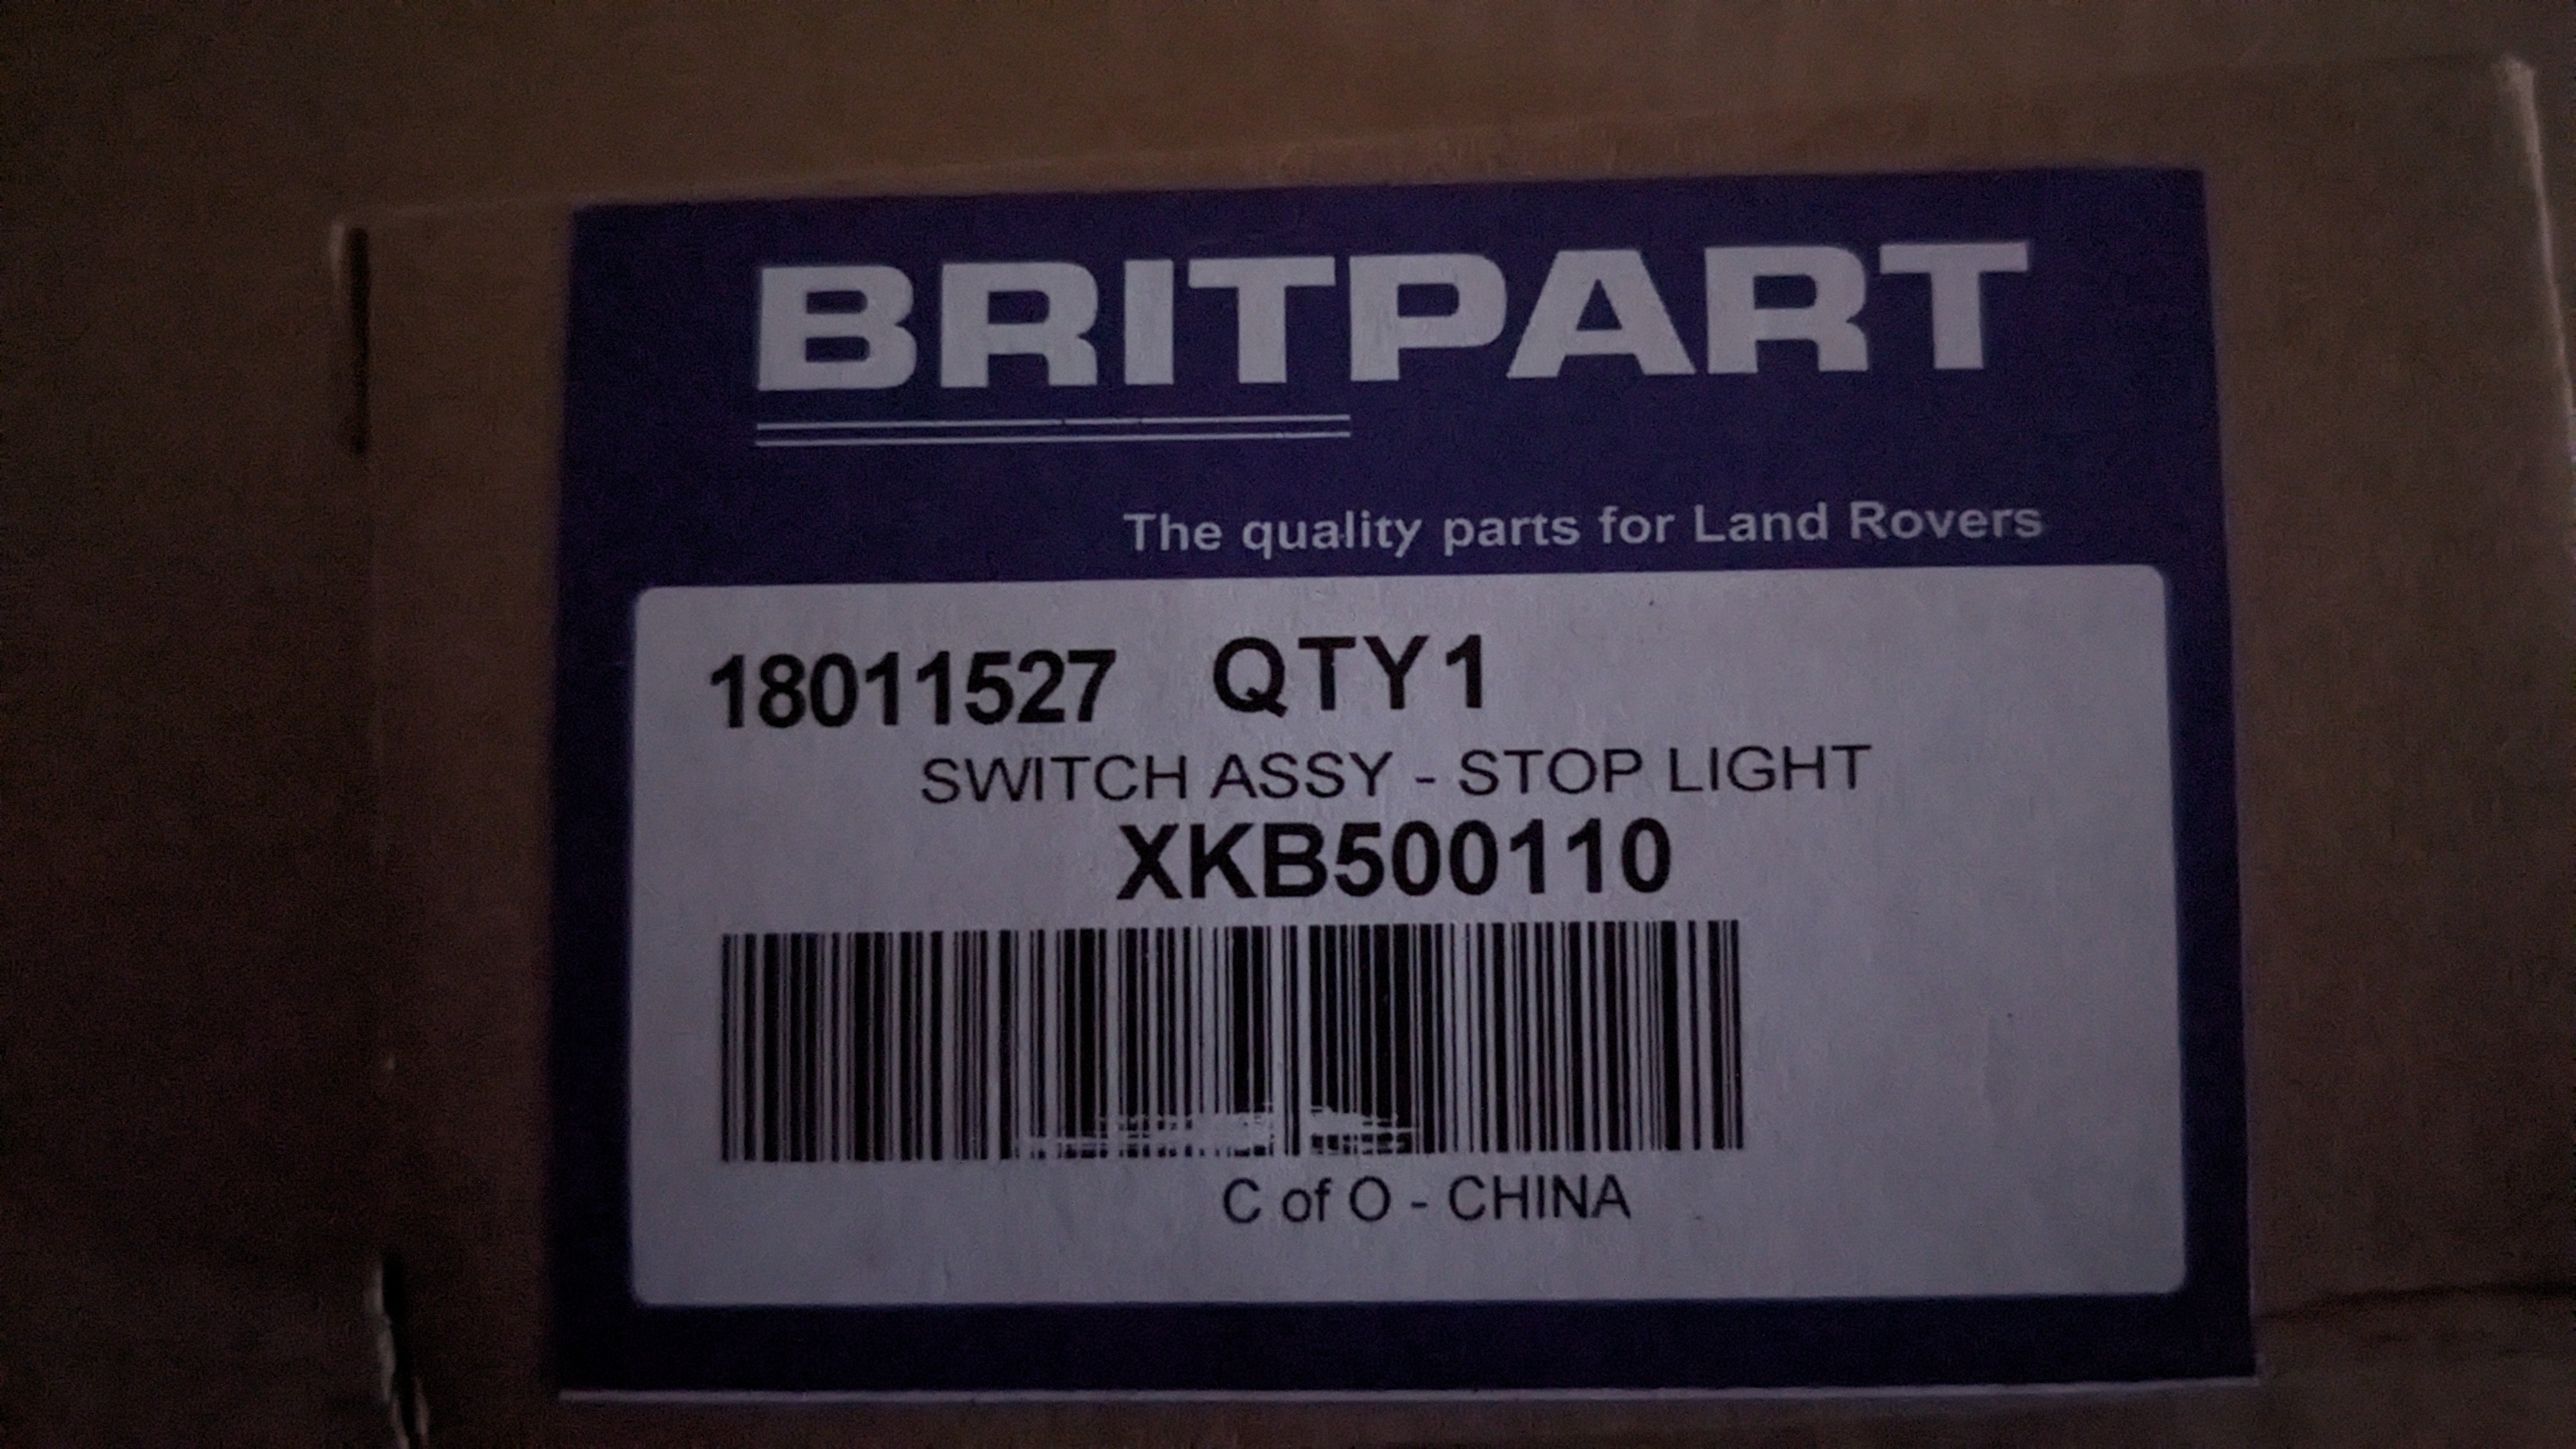 BRITPART
The quality parts for Land Rovers
18011527 QTY1
SWITCH ASSY - STOP LIGHT
XKB500110
C of O - CHINA